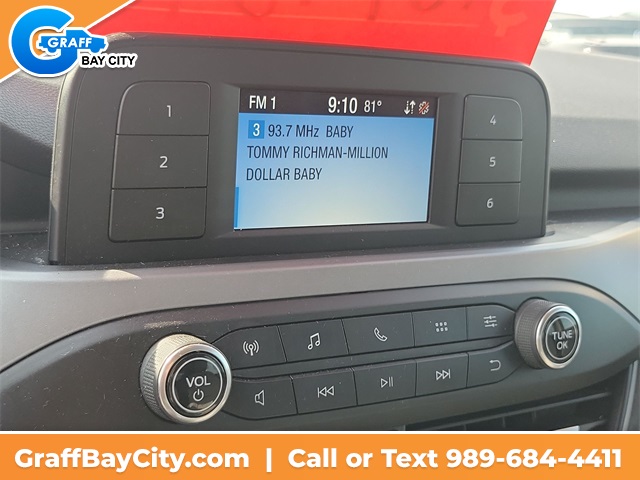 GRAFF
BAY CITY
FM 1 9:10 81°
3 93.7 MHz BABY
TOMMY RICHMAN-MILLION
DOLLAR BABY
1
2
3
4
5
6
VOL
TUNE
OK
GraffBayCity.com | Call or Text 989-684-4411